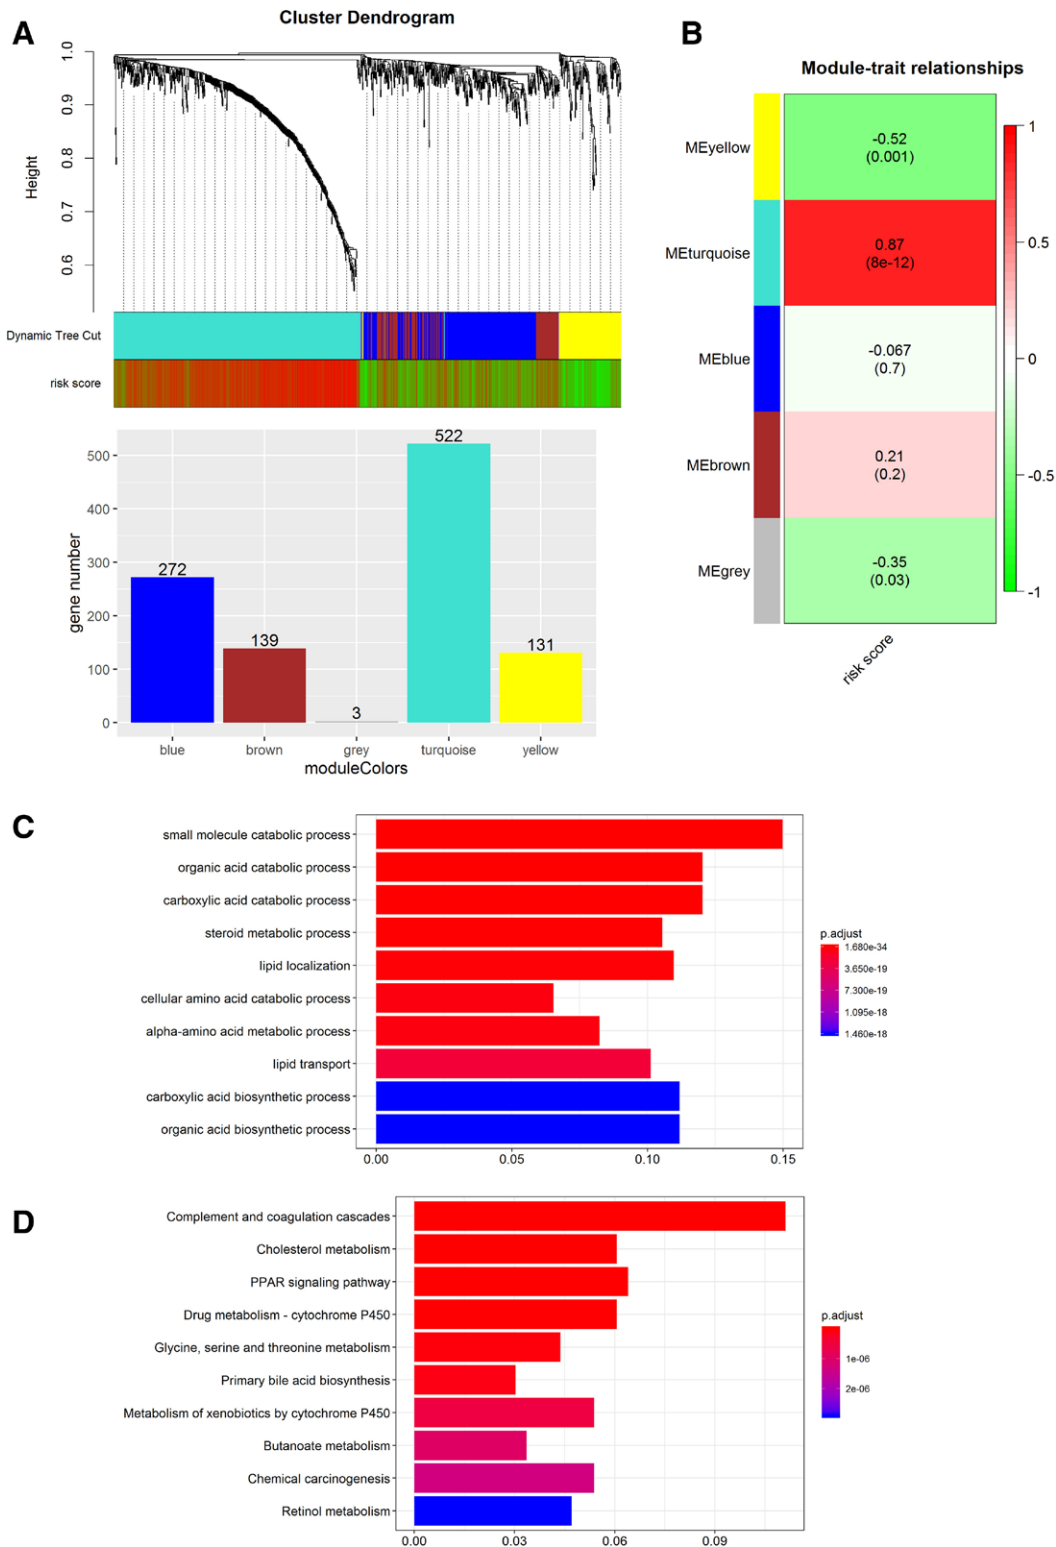 A
Cluster Dendrogram
Height
1.0
0.9
0.8
0.7
0.6
Dynamic Tree Cut
risk score
gene number
500
400
300
200
100
0
272
139
3
522
131
blue
brown
grey
turquoise
yellow
moduleColors
B
Module-trait relationships
MEyellow
-0.52
(0.001)
MEturquoise
0.87
(8e-12)
MEblue
-0.067
(0.7)
MEbrown
0.21
(0.2)
MEgrey
-0.35
(0.03)
risk score
1
0.5
0
-0.5
-1
C
small molecule catabolic process
organic acid catabolic process
carboxylic acid catabolic process
steroid metabolic process
lipid localization
cellular amino acid catabolic process
alpha-amino acid metabolic process
lipid transport
carboxylic acid biosynthetic process
organic acid biosynthetic process
0.00
0.05
0.10
0.15
p.adjust
1.680e-34
3.650e-19
7.300e-19
1.095e-18
1.460e-18
D
Complement and coagulation cascades
Cholesterol metabolism
PPAR signaling pathway
Drug metabolism - cytochrome P450
Glycine, serine and threonine metabolism
Primary bile acid biosynthesis
Metabolism of xenobiotics by cytochrome P450
Butanoate metabolism
Chemical carcinogenesis
Retinol metabolism
0.00
0.03
0.06
0.09
p.adjust
1e-06
2e-06